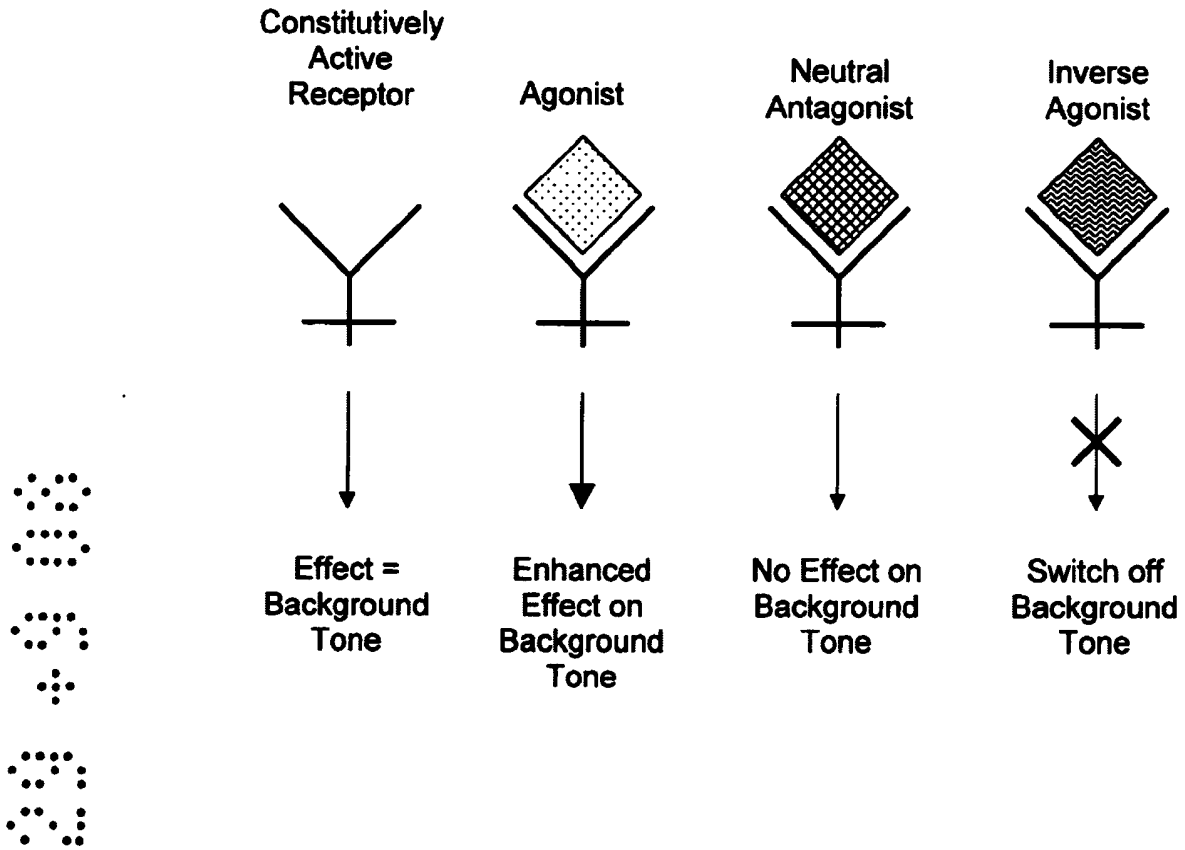 Constitutively
Active
Receptor
Agonist
Neutral
Antagonist
Inverse
Agonist
Effect =
Background
Tone
Enhanced
Effect on
Background
Tone
No Effect on
Background
Tone
Switch off
Background
Tone